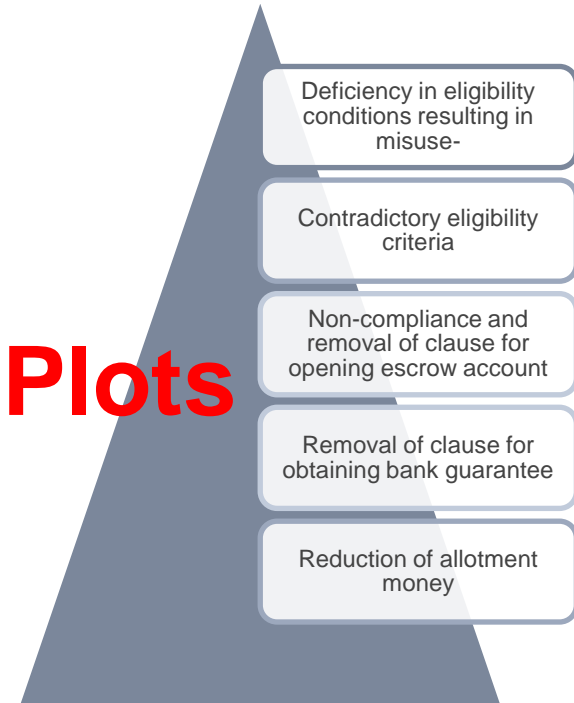 Deficiency in eligibility
conditions resulting in
misuse-
Contradictory eligibility
criteria
Non-compliance and
removal of clause for
opening escrow account
Plots
Removal of clause for
obtaining bank guarantee
Reduction of allotment
money